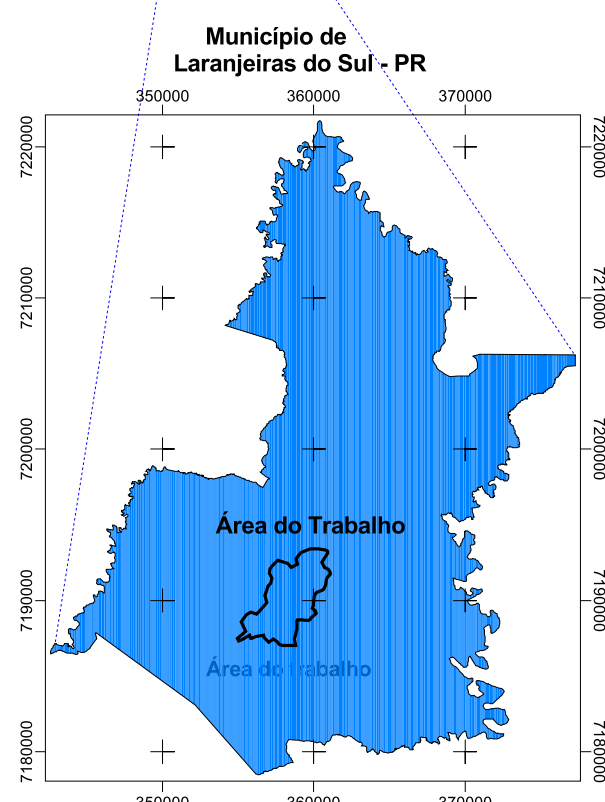 Município de
Laranjeiras do Sul - PR
350000 360000 370000
7220000 7220000
7210000 7210000
7200000 7200000
Área do Trabalho
7190000 7190000
Área do trabalho
7180000 7180000
350000 360000 370000